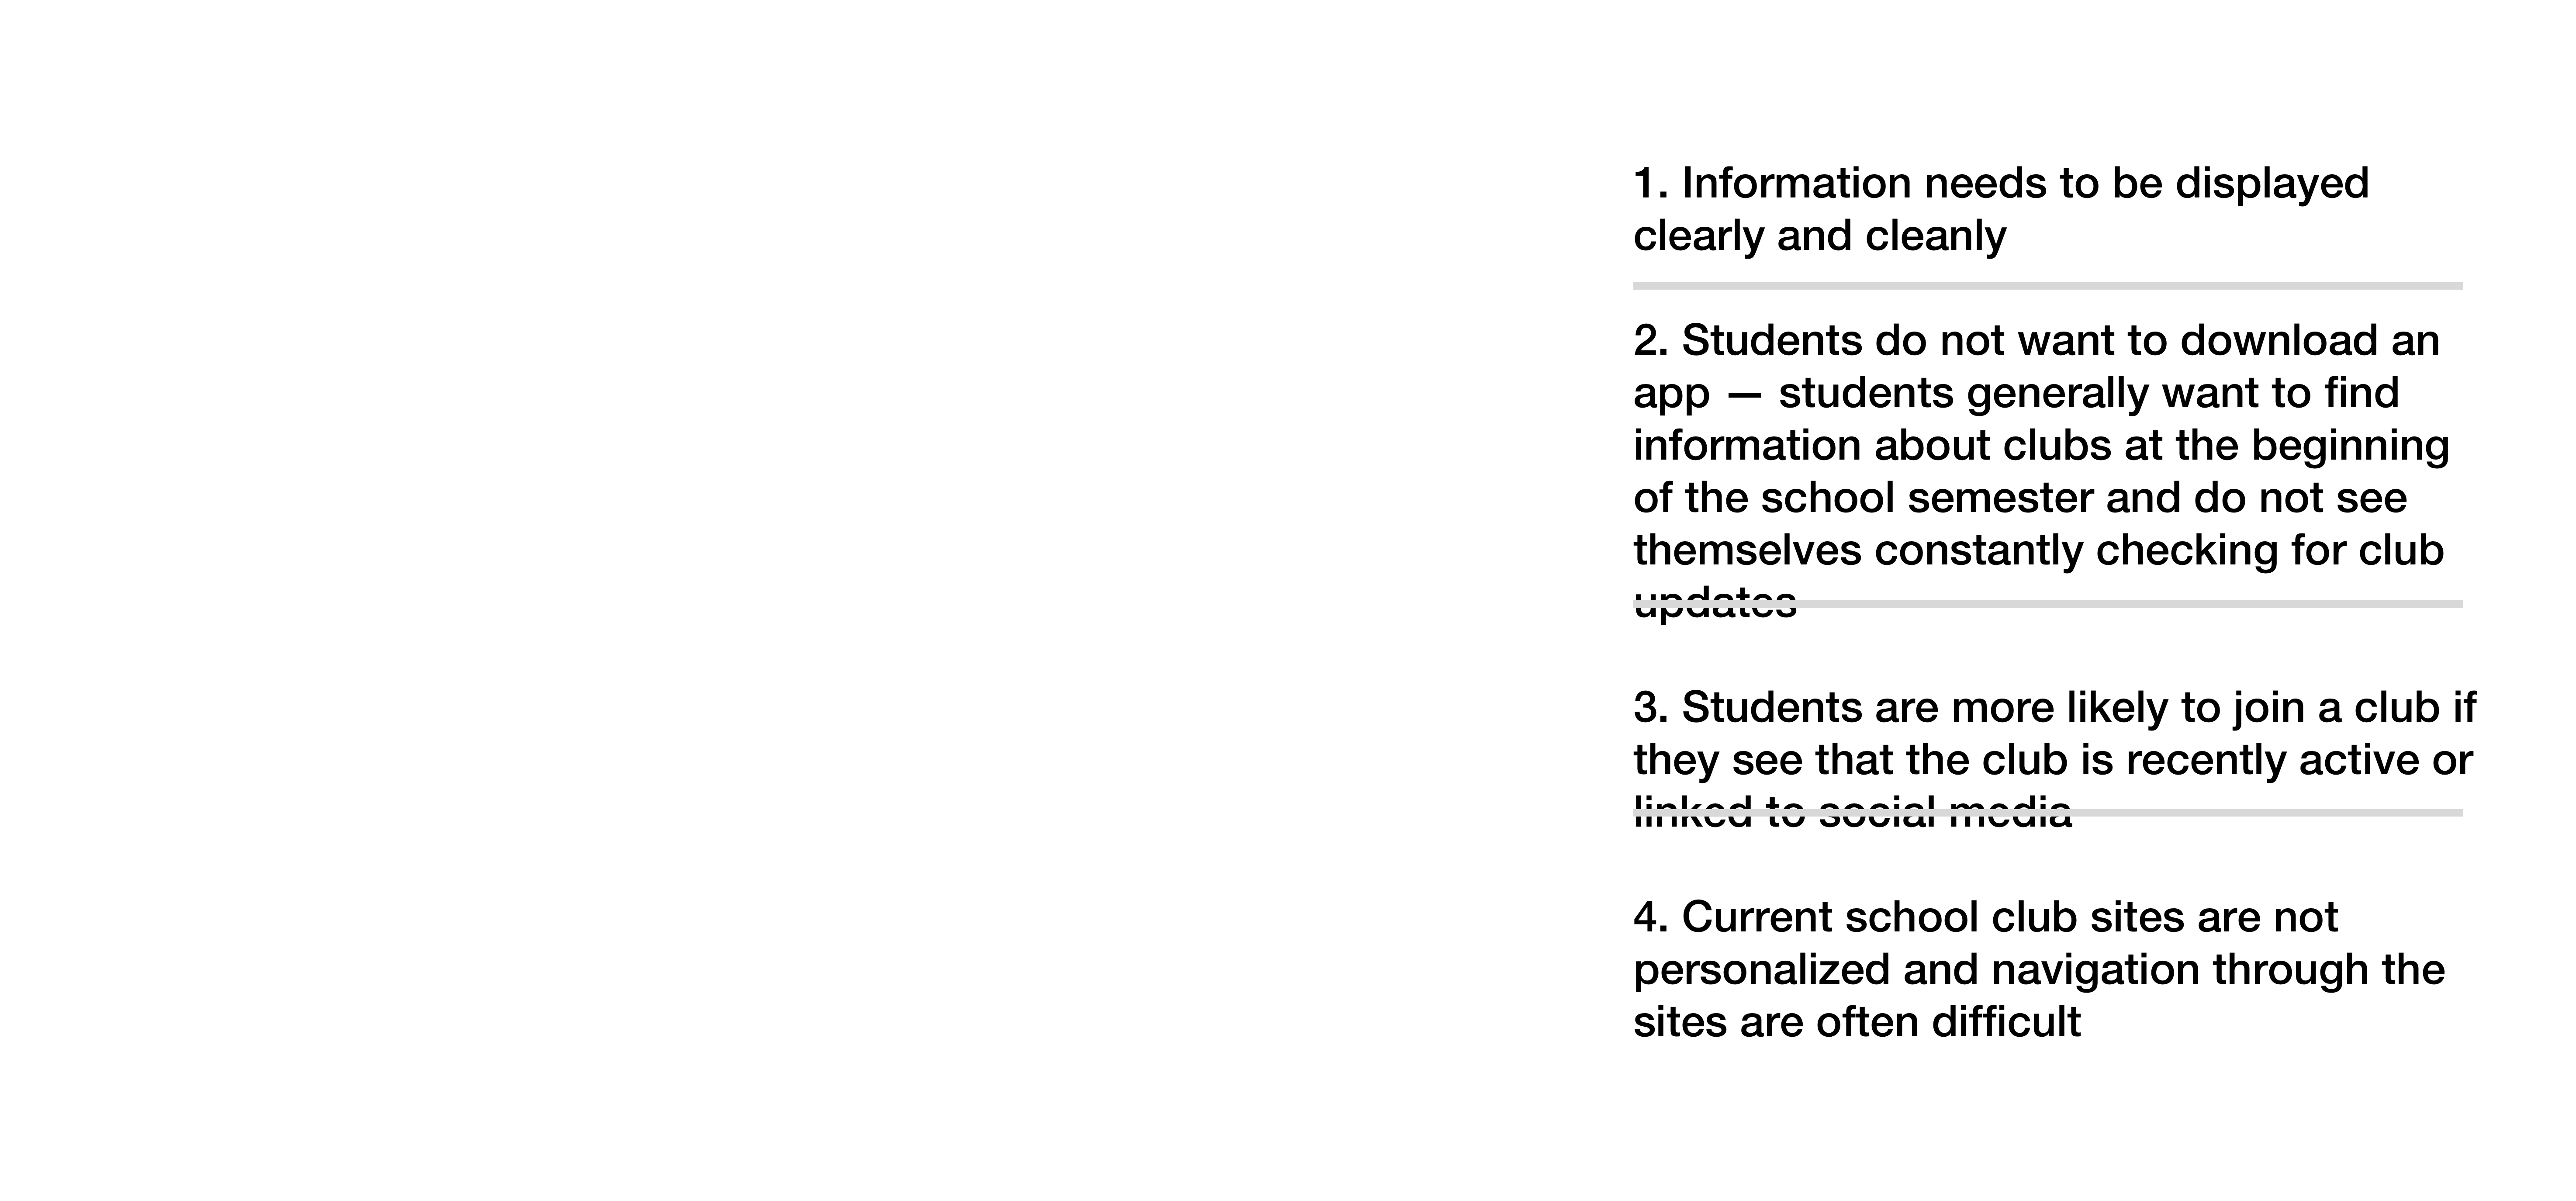 1. Information needs to be displayed
clearly and cleanly
2. Students do not want to download an
app — students generally want to find
information about clubs at the beginning
of the school semester and do not see
themselves constantly checking for club
updates
3. Students are more likely to join a club if
they see that the club is recently active or
linked to social media
4. Current school club sites are not
personalized and navigation through the
sites are often difficult